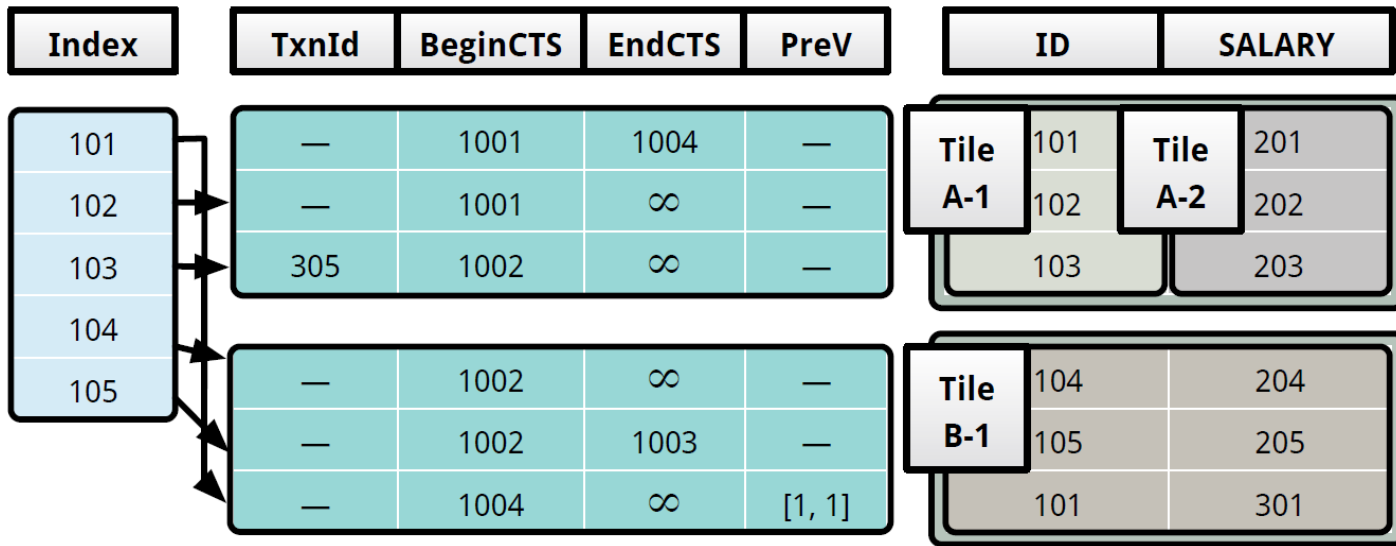 Index TxnId BeginCTS EndCTS PreV ID SALARY
101 — 1001 1004 — Tile A-1 101 Tile A-2 201
102 — 1001 ∞ — 102 202
103 305 1002 ∞ — 103 203
104 — 1002 ∞ — Tile B-1 104 204
105 — 1002 1003 — 105 205
— 1004 ∞ [1, 1] 101 301